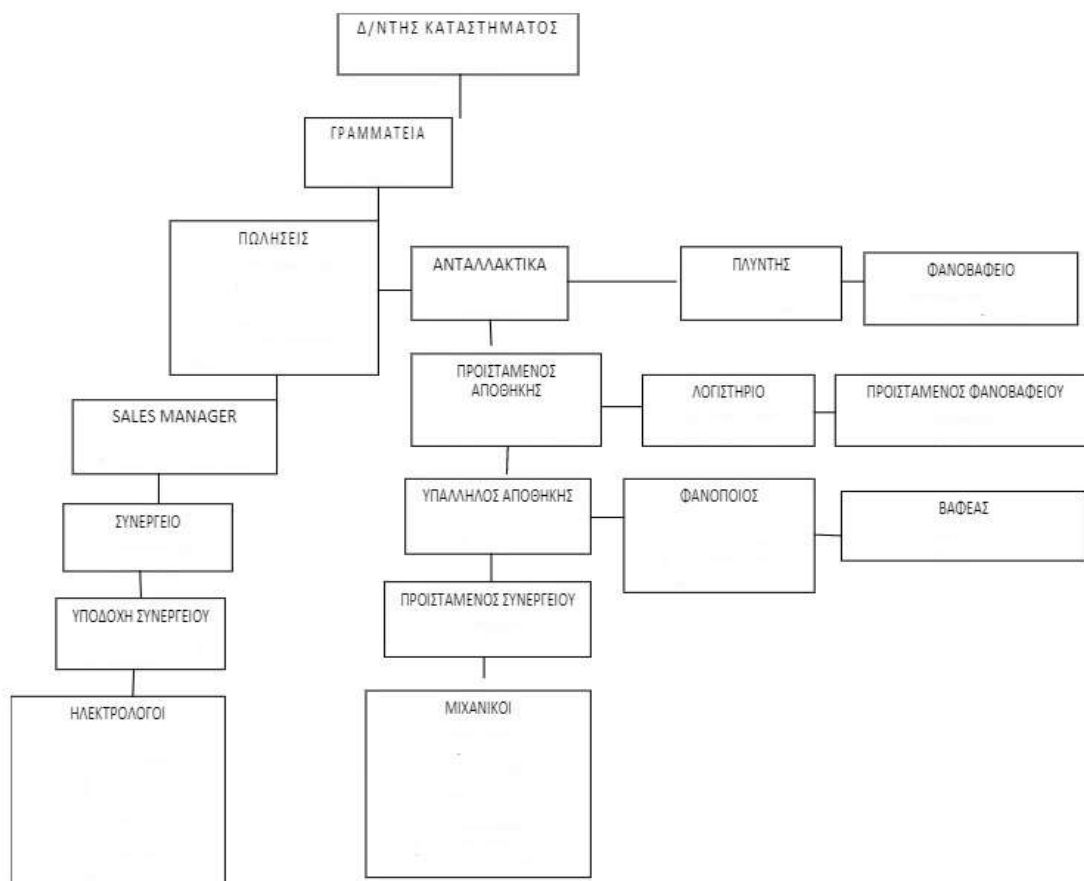 Δ/ΝΤΗΣ ΚΑΤΑΣΤΗΜΑΤΟΣ
ΓΡΑΜΜΑΤΕΙΑ
ΠΩΛΗΣΕΙΣ
ΑΝΤΑΛΛΑΚΤΙΚΑ
ΠΛΥΝΤΗΣ
ΦΑΝΟΒΑΦΕΙΟ
ΠΡΟΙΣΤΑΜΕΝΟΣ
ΑΠΟΘΗΚΗΣ
ΛΟΓΙΣΤΗΡΙΟ
ΠΡΟΙΣΤΑΜΕΝΟΣ ΦΑΝΟΒΑΦΕΙΟΥ
SALES MANAGER
ΥΠΑΛΛΗΛΟΣ ΑΠΟΘΗΚΗΣ
ΦΑΝΟΠΟΙΟΣ
ΒΑΦΕΑΣ
ΣΥΝΕΡΓΕΙΟ
ΠΡΟΙΣΤΑΜΕΝΟΣ ΣΥΝΕΡΓΕΙΟΥ
ΥΠΟΔΟΧΗ ΣΥΝΕΡΓΕΙΟΥ
ΗΛΕΚΤΡΟΛΟΓΟΙ
ΜΙΧΑΝΙΚΟΙ